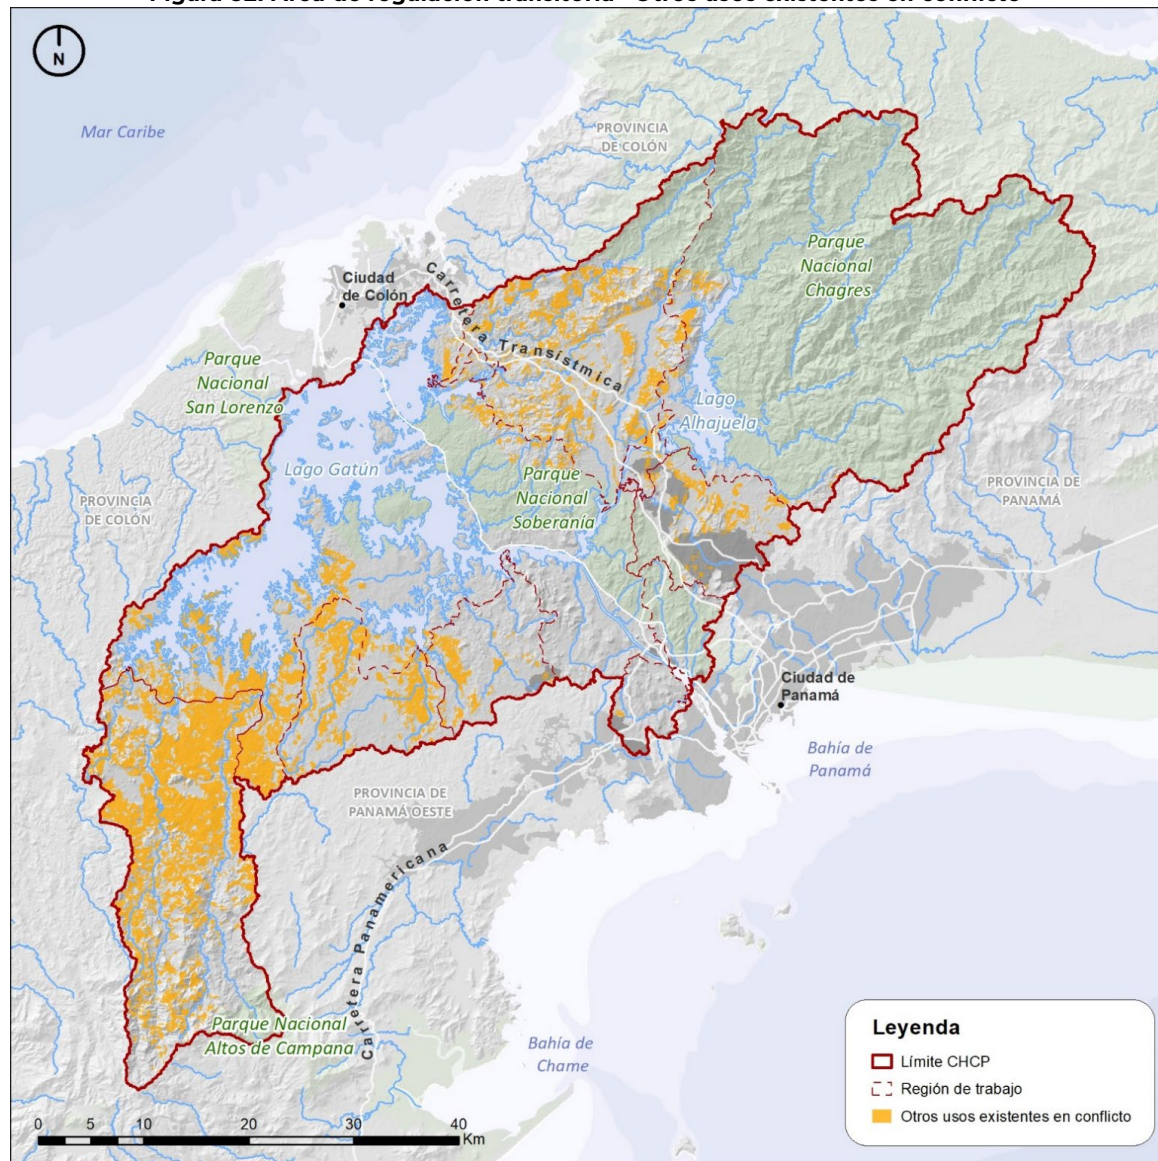 Figura 32. Área de regulación transitoria - Otros usos existentes en conflicto
N
Mar Caribe
PROVINCIA
DE COLÓN
Parque
Nacional
Chagres
Ciudad
de Colón
Carretera Transístmica
Parque
Nacional
San Lorenzo
Lago
Alhajuela
Lago Gatún
Parque
Nacional
Soberanía
PROVINCIA
DE COLÓN
PROVINCIA DE
PANAMÁ
Ciudad de
Panamá
Bahía de
Panamá
PROVINCIA DE
PANAMÁ OESTE
Carretera Panamericana
Parque Nacional
Altos de Campana
Bahía de
Chame
Leyenda
Límite CHCP
Región de trabajo
Otros usos existentes en conflicto
0 5 10 20 30 40
Km